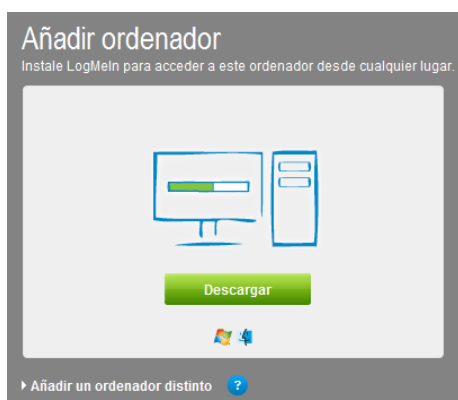 Añadir ordenador
Instale LogMeIn para acceder a este ordenador desde cualquier lugar.
Descargar
Añadir un ordenador distinto ?